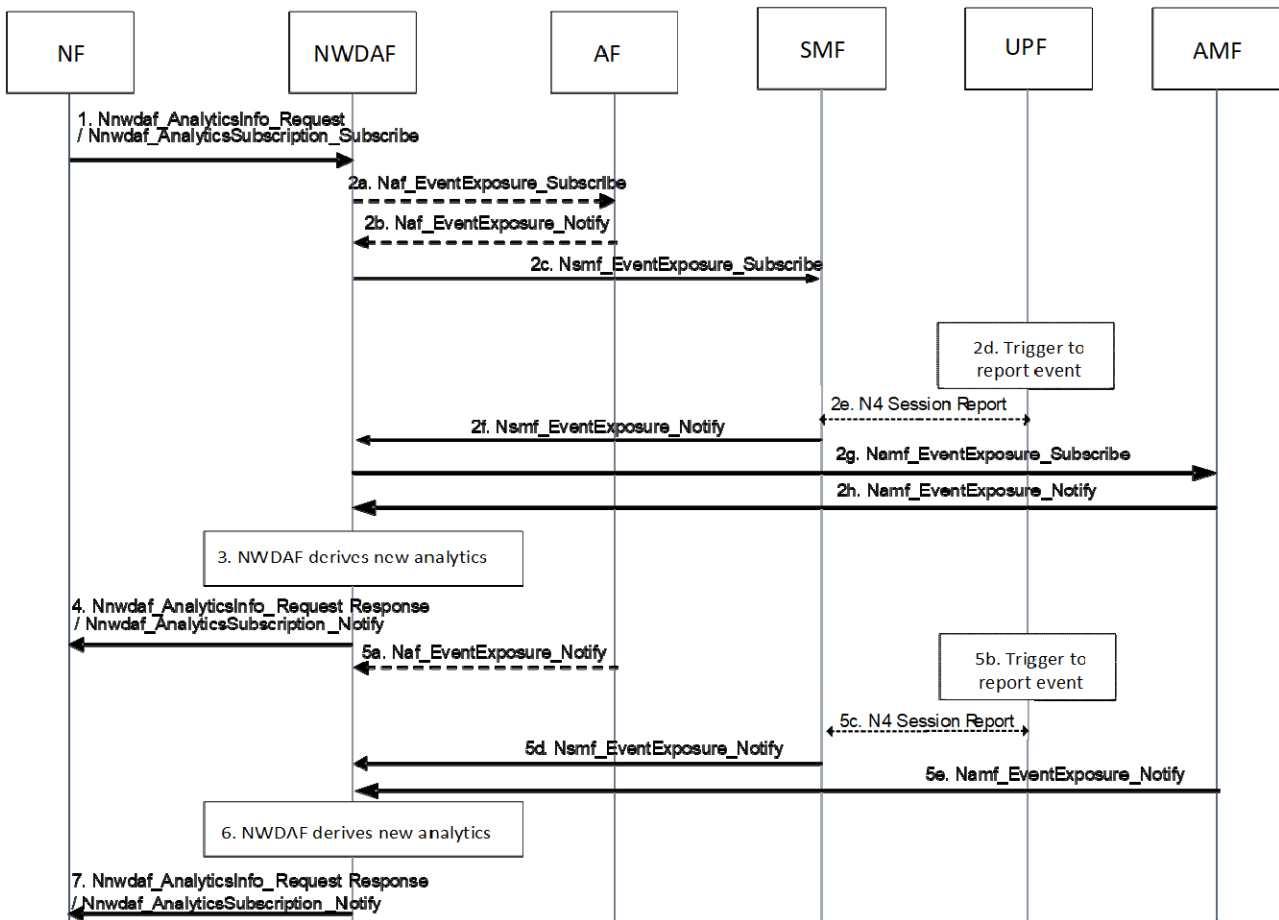 NF
NWDAF
AF
SMF
UPF
AMF
1. Nnwdaf_AnalyticsInfo_Request
/ Nnwdaf_AnalyticsSubscription_Subscribe
2a. Naf_EventExposure_Subscribe
2b. Naf_EventExposure_Notify
2c. Nsmf_EventExposure_Subscribe
2d. Trigger to
report event
2e. N4 Session Report
2f. Nsmf_EventExposure_Notify
2g. Namf_EventExposure_Subscribe
2h. Namf_EventExposure_Notify
3. NWDAF derives new analytics
4. Nnwdaf_AnalyticsInfo_Request Response
/ Nnwdaf_AnalyticsSubscription_Notify
5a. Naf_EventExposure_Notify
5b. Trigger to
report event
5c. N4 Session Report
5d. Nsmf_EventExposure_Notify
5e. Namf_EventExposure_Notify
6. NWDAF derives new analytics
7. Nnwdaf_AnalyticsInfo_Request Response
/ Nnwdaf_AnalyticsSubscription_Notify